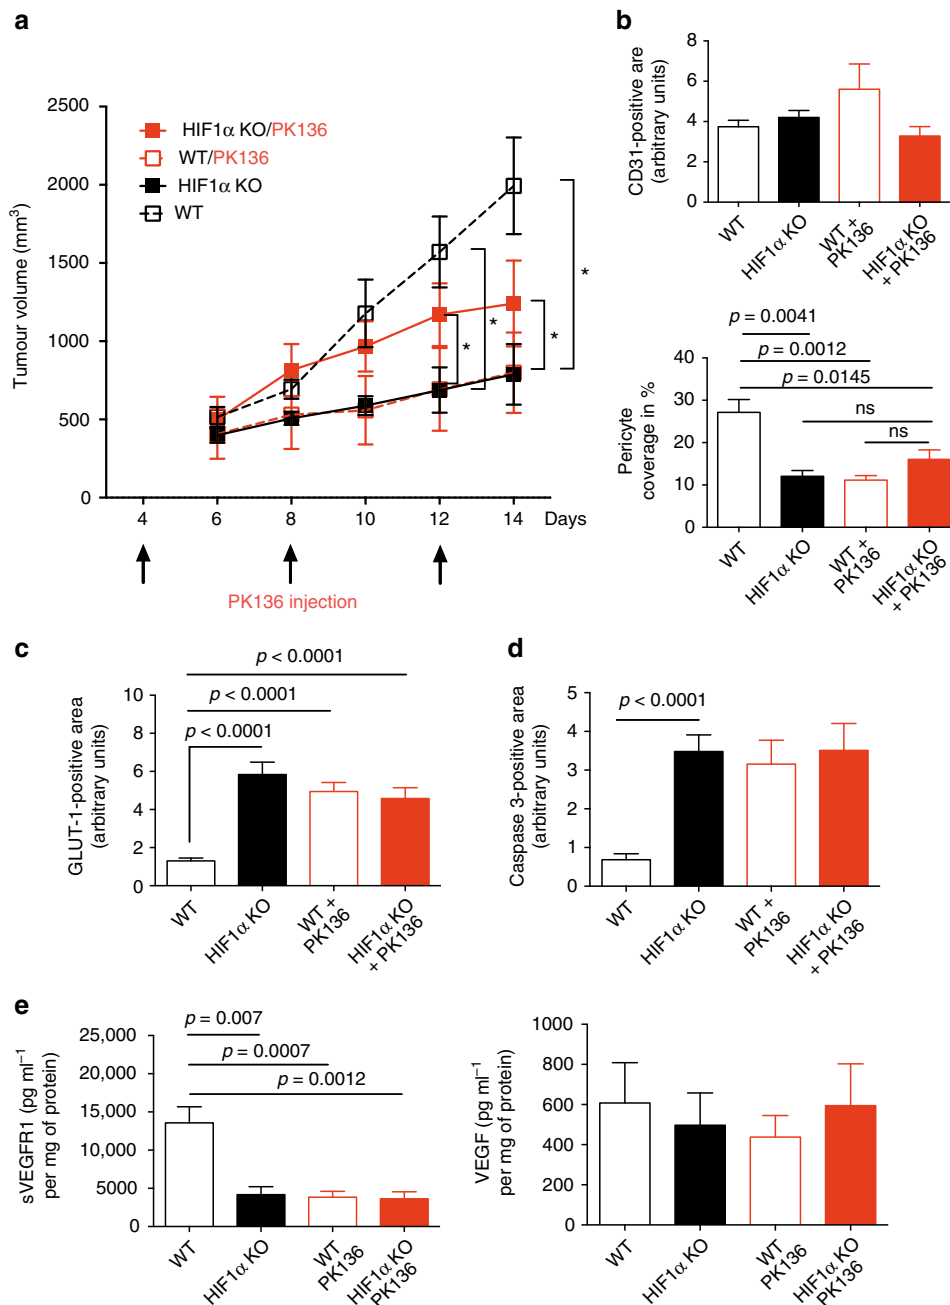 a
Tumour volume (mm³)
2500
2000
1500
1000
500
0
HIF1α KO/PK136
WT/PK136
HIF1α KO
WT
*
*
*
*
4 6 8 10 12 14 Days
PK136 injection
b
CD31-positive are
(arbitrary units)
8
6
4
2
0
WT
HIF1α KO
WT +
PK136
HIF1α KO
+ PK136
p = 0.0041
p = 0.0012
p = 0.0145
ns
ns
Pericyte
coverage in %
40
30
20
10
0
WT
HIF1α KO
WT +
PK136
HIF1α KO
+ PK136
c
p < 0.0001
p < 0.0001
p < 0.0001
GLUT-1-positive area
(arbitrary units)
10
8
6
4
2
0
WT
HIF1α KO
WT +
PK136
HIF1α KO
+ PK136
d
p < 0.0001
Caspase 3-positive area
(arbitrary units)
5
4
3
2
1
0
WT
HIF1α KO
WT +
PK136
HIF1α KO
+ PK136
e
p = 0.007
p = 0.0007
p = 0.0012
sVEGFR1 (pg ml⁻¹
per mg of protein)
25,000
20,000
15,000
10,000
5000
0
WT
HIF1α KO
WT
PK136
HIF1α KO
PK136
VEGF (pg ml⁻¹
per mg of protein)
1000
800
600
400
200
0
WT
HIF1α KO
WT
PK136
HIF1α KO
PK136